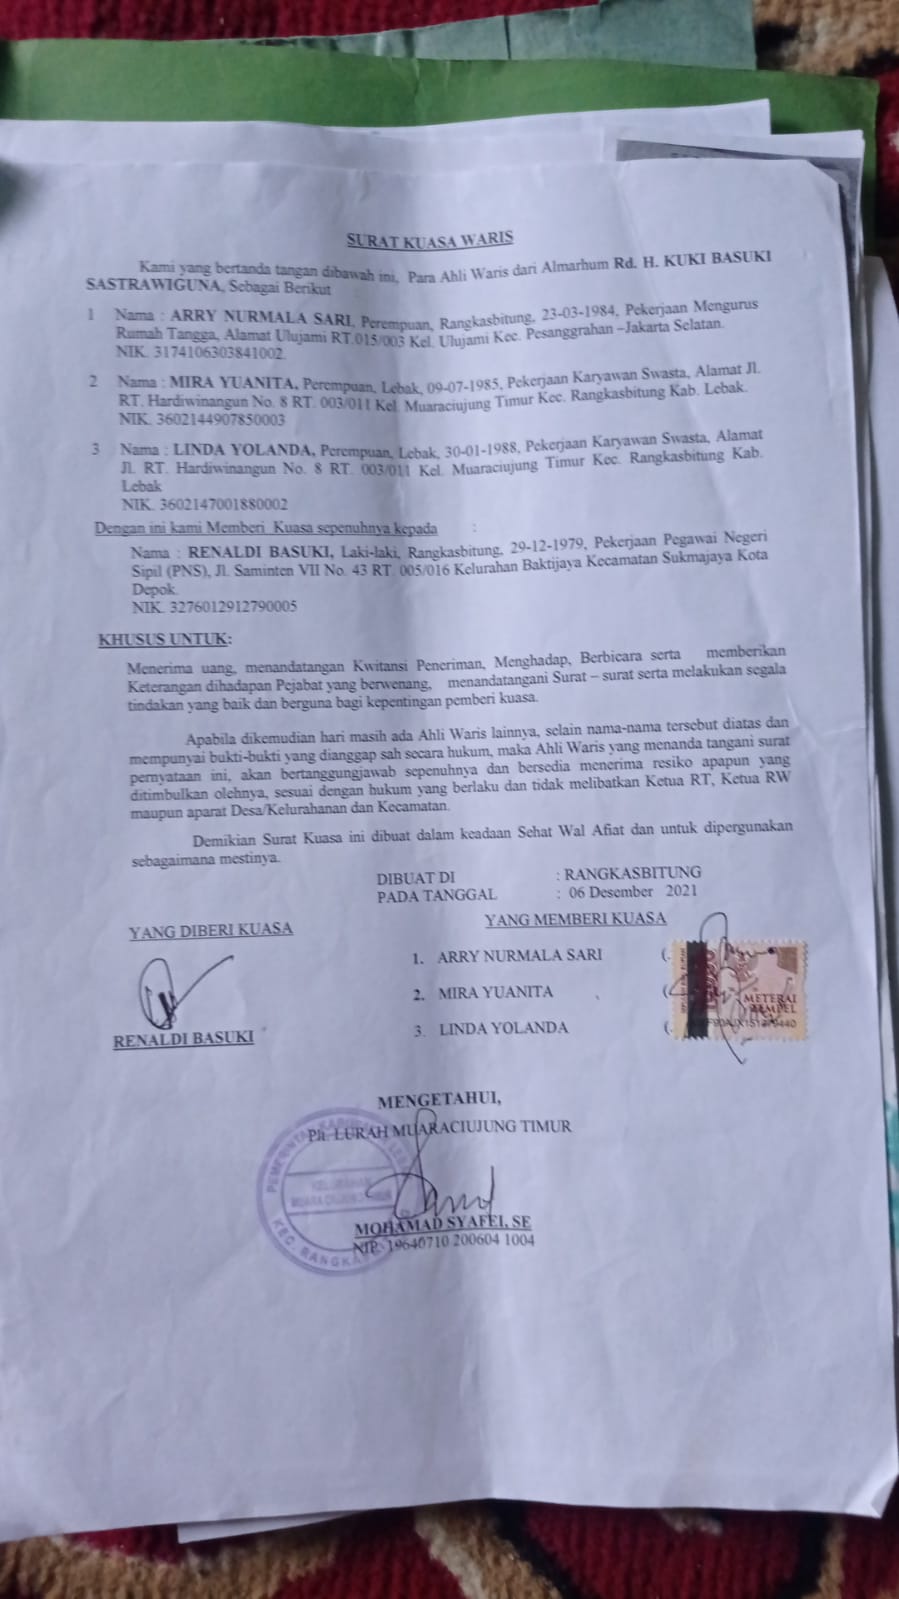 SURAT KUASA WARIS
Kami yang bertanda tangan dibawah ini, Para Ahli Waris dari Almarhum Rd. H. KUKI BASUKI
SASTRAWIGUNA, Sebagai Berikut
1 Nama : ARRY NURMALA SARI, Perempuan, Rangkasbitung, 23-03-1984, Pekerjaan Mengurus
Rumah Tangga, Alamat Ulujami RT.015/003 Kel. Ulujami Kec. Pesanggrahan –Jakarta Selatan.
NIK. 3174106303841002.
2 Nama : MIRA YUANITA, Perempuan, Lebak, 09-07-1985, Pekerjaan Karyawan Swasta, Alamat Jl.
RT. Hardiwinangun No. 8 RT. 003/011 Kel. Muaraciujung Timur Kec. Rangkasbitung Kab. Lebak.
NIK. 3602144907850003
3 Nama : LINDA YOLANDA, Perempuan, Lebak, 30-01-1988, Pekerjaan Karyawan Swasta, Alamat
Jl. RT. Hardiwinangun No. 8 RT. 003/011 Kel. Muaraciujung Timur Kec. Rangkasbitung Kab.
Lebak
NIK. 3602147001880002
Dengan ini kami Memberi Kuasa sepenuhnya kepada :
Nama : RENALDI BASUKI, Laki-laki, Rangkasbitung, 29-12-1979, Pekerjaan Pegawai Negeri
Sipil (PNS), Jl. Saminten VII No. 43 RT. 005/016 Kelurahan Baktijaya Kecamatan Sukmajaya Kota
Depok.
NIK. 3276012912790005
KHUSUS UNTUK:
Menerima uang, menandatangan Kwitansi Peneriman, Menghadap, Berbicara serta memberikan
Keterangan dihadapan Pejabat yang berwenang, menandatangani Surat – surat serta melakukan segala
tindakan yang baik dan berguna bagi kepentingan pemberi kuasa.
Apabila dikemudian hari masih ada Ahli Waris lainnya, selain nama-nama tersebut diatas dan
mempunyai bukti-bukti yang dianggap sah secara hukum, maka Ahli Waris yang menanda tangani surat
pernyataan ini, akan bertanggungjawab sepenuhnya dan bersedia menerima resiko apapun yang
ditimbulkan olehnya, sesuai dengan hukum yang berlaku dan tidak melibatkan Ketua RT, Ketua RW
maupun aparat Desa/Kelurahanan dan Kecamatan.
Demikian Surat Kuasa ini dibuat dalam keadaan Sehat Wal Afiat dan untuk dipergunakan
sebagaimana mestinya.
DIBUAT DI : RANGKASBITUNG
PADA TANGGAL : 06 Desember 2021
YANG DIBERI KUASA
YANG MEMBERI KUASA
1. ARRY NURMALA SARI (.
2. MIRA YUANITA (.
3. LINDA YOLANDA (.
METERAI
TEMPEL
RENALDI BASUKI
MENGETAHUI,
Plt. LURAH MUARACIUJUNG TIMUR
KELURAHAN
MOHAMAD SYAFEI, SE
NIP. 19640710 200604 1004